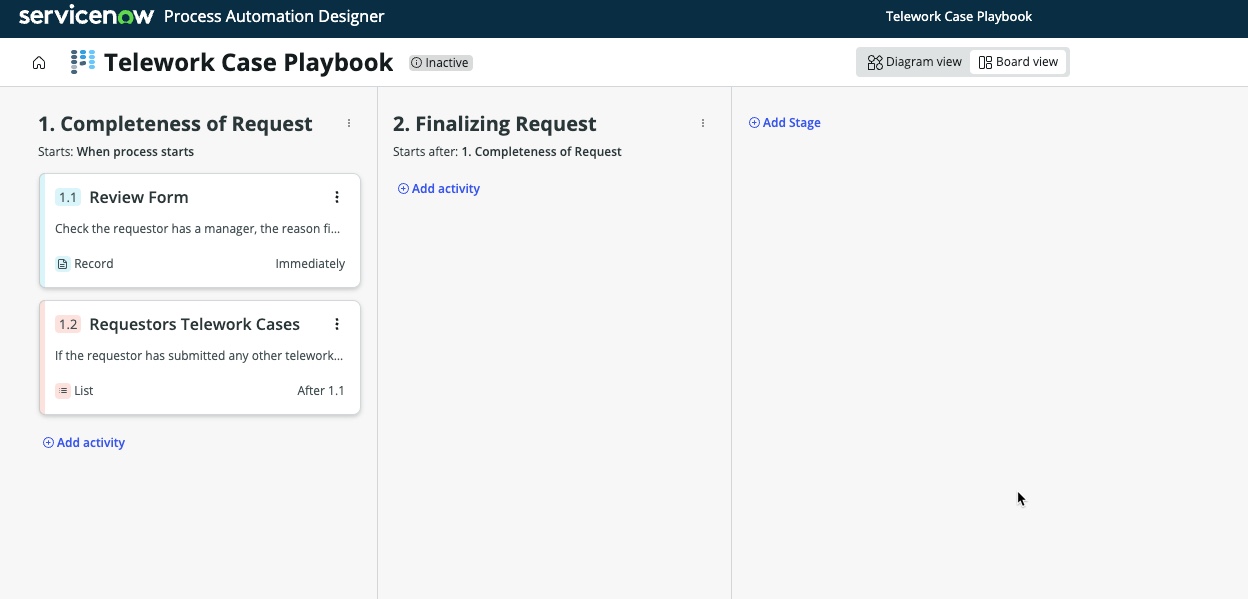 servicenow Process Automation Designer
Telework Case Playbook
Telework Case Playbook
Inactive
Diagram view
Board view
1. Completeness of Request
Starts: When process starts
1.1 Review Form
Check the requestor has a manager, the reason fi...
Record
Immediately
1.2 Requestors Telework Cases
If the requestor has submitted any other telework...
List
After 1.1
Add activity
2. Finalizing Request
Starts after: 1. Completeness of Request
Add activity
Add Stage